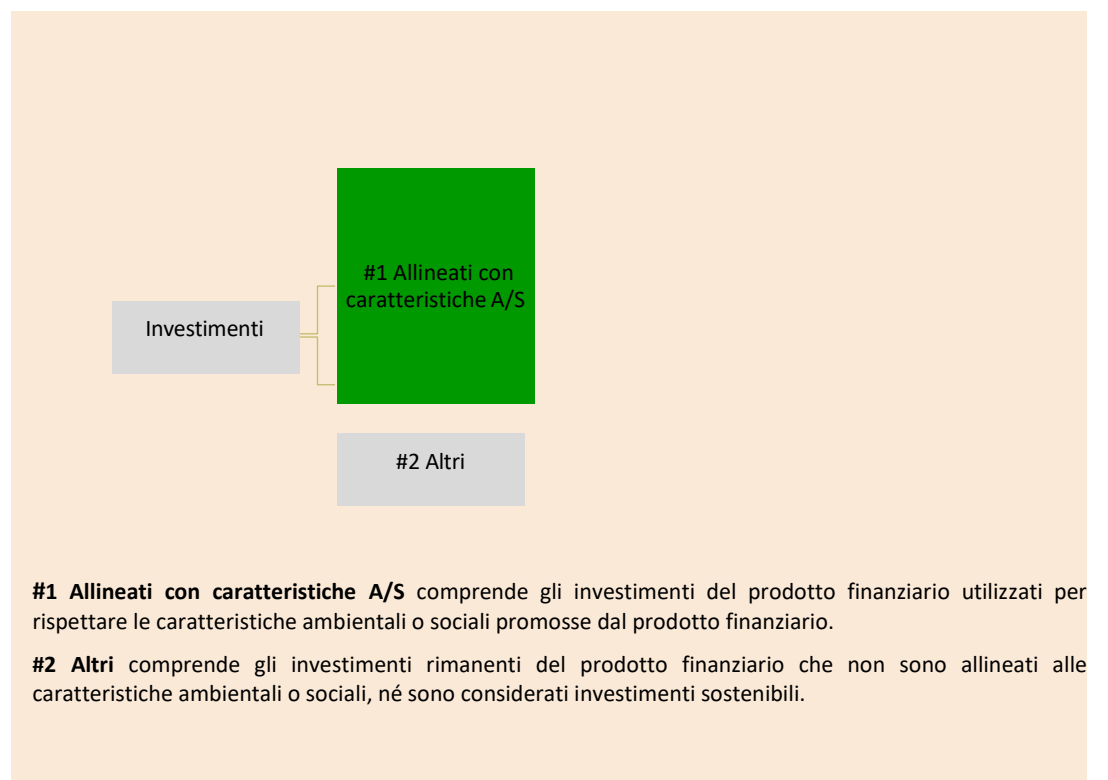 #1 Allineati con
caratteristiche A/S
Investimenti
#2 Altri
#1 Allineati con caratteristiche A/S comprende gli investimenti del prodotto finanziario utilizzati per
rispettare le caratteristiche ambientali o sociali promosse dal prodotto finanziario.
#2 Altri comprende gli investimenti rimanenti del prodotto finanziario che non sono allineati alle
caratteristiche ambientali o sociali, né sono considerati investimenti sostenibili.